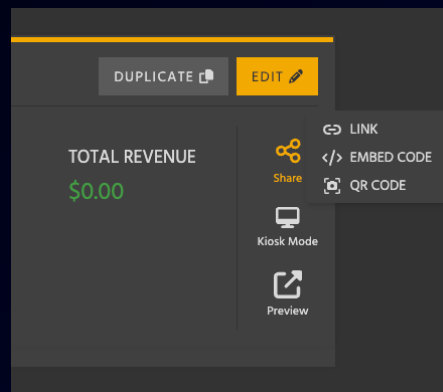 DUPLICATE
EDIT
LINK
EMBED CODE
QR CODE
TOTAL REVENUE
$0.00
Share
Kiosk Mode
Preview